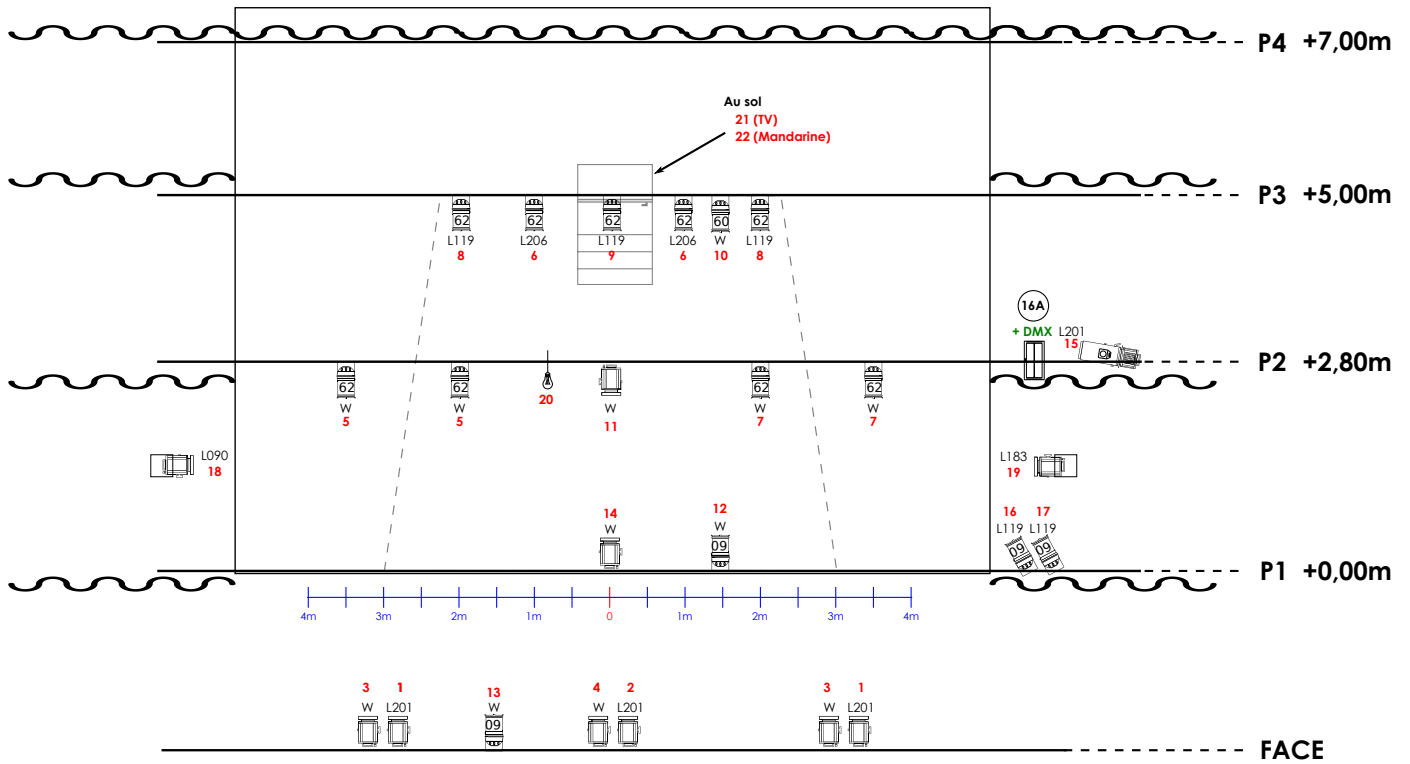 P4 +7,00m
Au sol
21 (TV)
22 (Mandarine)
P3 +5,00m
62 62 62 62 60 62
L119 L206 L119 L206 W L119
8 6 9 6 10 8
16A
+ DMX L201
15
P2 +2,80m
62 62 62 62
W W 20 W W
5 5 11 7 7
L090 L183
18 19
14 12 16 17
W W L119 L119
09 09 09
P1 +0,00m
4m 3m 2m 1m 0 1m 2m 3m 4m
3 1 13 4 2 3 1
W L201 W W L201 W L201
09
FACE